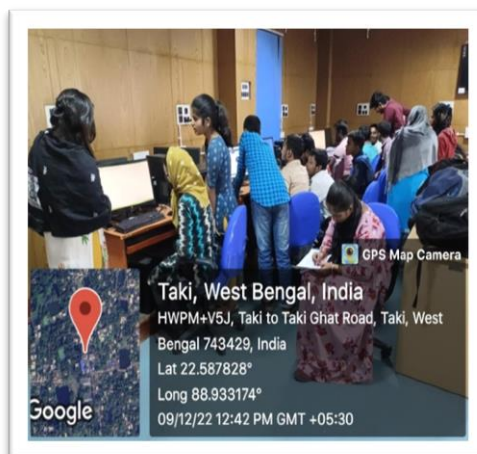 GPS Map Camera
Taki, West Bengal, India
HWPM+V5J, Taki to Taki Ghat Road, Taki, West
Bengal 743429, India
Lat 22.587828°
Long 88.933174°
09/12/22 12:42 PM GMT +05:30
Google